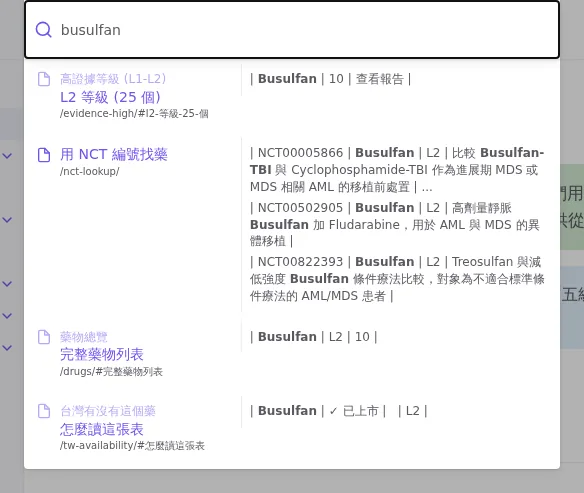 busulfan
高證據等級 (L1-L2)
L2 等級 (25 個)
/evidence-high/#l2-等級-25-個
| Busulfan | 10 | 查看報告 |
用 NCT 編號找藥
/nct-lookup/
| NCT00005866 | Busulfan | L2 | 比較 Busulfan-
TBI 與 Cyclophosphamide-TBI 作為進展期 MDS 或
MDS 相關 AML 的移植前處置 | ...
| NCT00502905 | Busulfan | L2 | 高劑量靜脈
Busulfan 加 Fludarabine，用於 AML 與 MDS 的異
體移植 |
| NCT00822393 | Busulfan | L2 | Treosulfan 與減
低強度 Busulfan 條件療法比較，對象為不適合標準條
件療法的 AML/MDS 患者 |
藥物總覽
完整藥物列表
/drugs/#完整藥物列表
| Busulfan | L2 | 10 |
台灣有沒有這個藥
怎麼讀這張表
/tw-availability/#怎麼讀這張表
| Busulfan | ✓ 已上市 | | L2 |
用
從
五